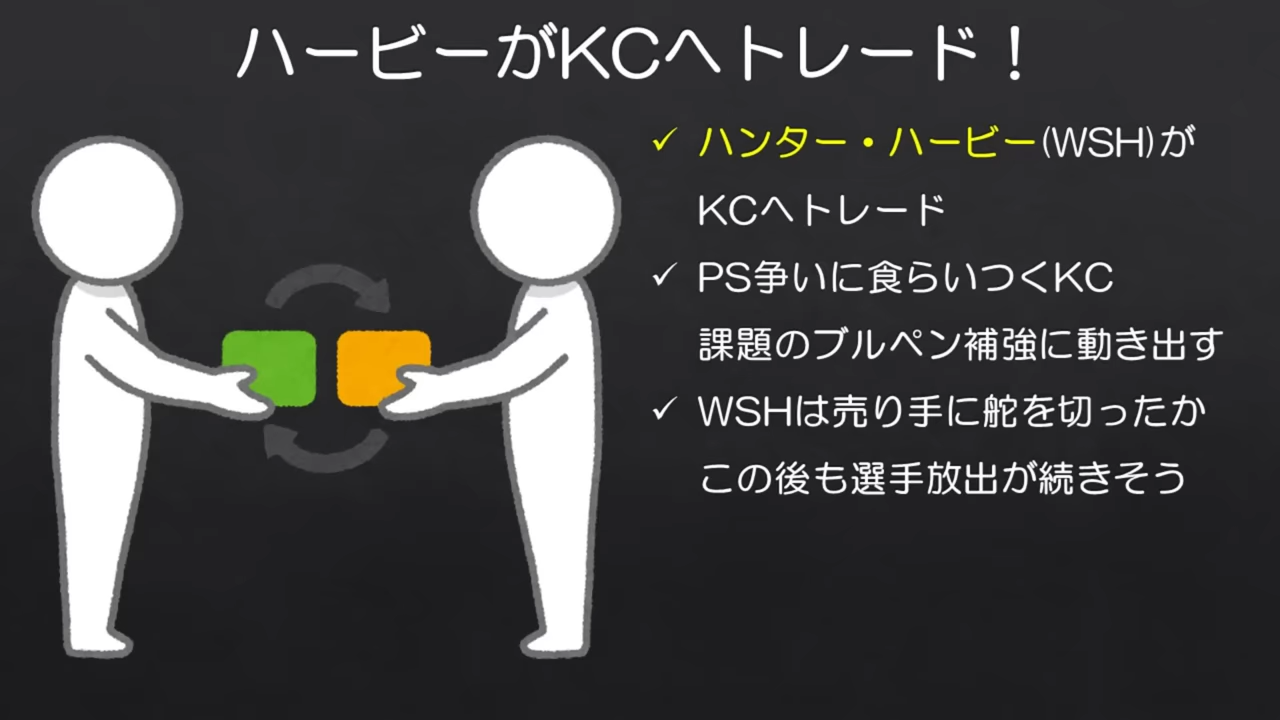 ハービーがKCへトレード！
✓ ハンター・ハービー(WSH)が
KCへトレード
✓ PS争いに食らいつくKC
課題のブルペン補強に動き出す
✓ WSHは売り手に舵を切ったか
この後も選手放出が続きそう